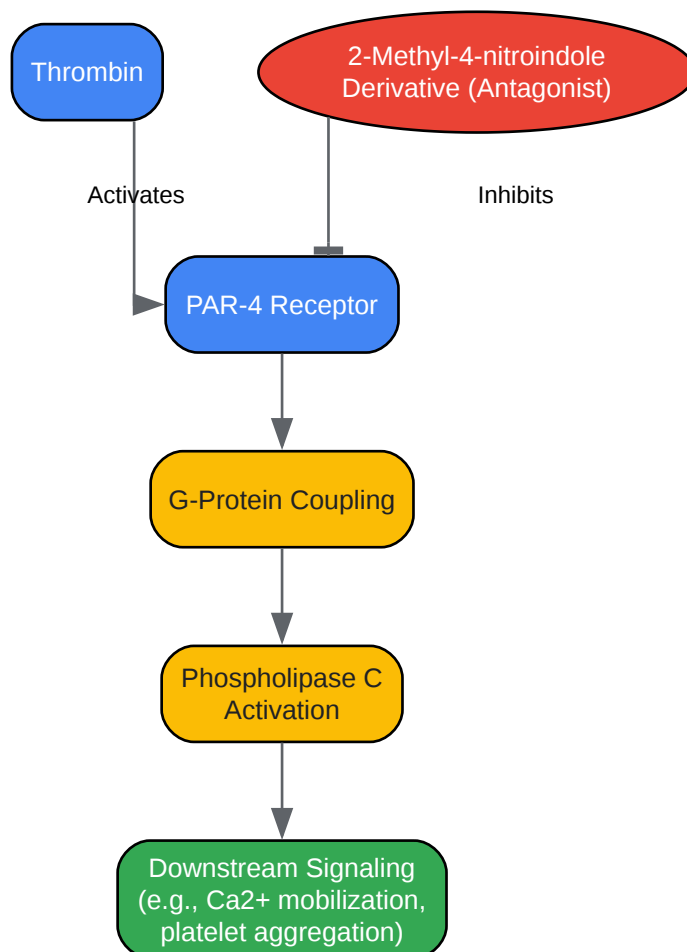 Thrombin
2-Methyl-4-nitroindole
Derivative (Antagonist)
Activates
Inhibits
PAR-4 Receptor
G-Protein Coupling
Phospholipase C
Activation
Downstream Signaling
(e.g., Ca2+ mobilization,
platelet aggregation)